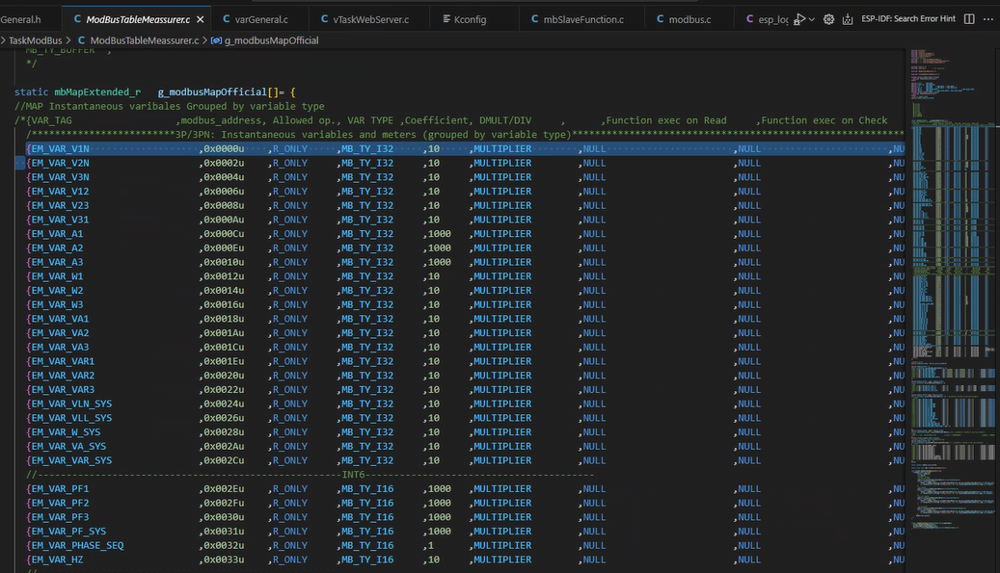 General.h ModBusTableMeassurer.c varGeneral.c vTaskWebServer.c Kconfig mbSlaveFunction.c modbus.c esp_log ESP-IDF: Search Error Hint
TaskModBus > C ModBusTableMeassurer.c > g_modbusMapOfficial
MB_TY_BUFFER ,
*/
static mbMapExtended_r g_modbusMapOfficial[]= {
//MAP Instantaneous varibales Grouped by variable type
/*{VAR_TAG ,modbus_address, Allowed op., VAR TYPE ,Coefficient, DMULT/DIV , ,Function exec on Read ,Function exec on Check
/*************************3P/3PN: Instantaneous variables and meters (grouped by variable type)**********************************************************
{EM_VAR_V1N ,0x0000u ,R_ONLY ,MB_TY_I32 ,10 ,MULTIPLIER ,NULL ,NULL ,NU
{EM_VAR_V2N ,0x0002u ,R_ONLY ,MB_TY_I32 ,10 ,MULTIPLIER ,NULL ,NULL ,NU
{EM_VAR_V3N ,0x0004u ,R_ONLY ,MB_TY_I32 ,10 ,MULTIPLIER ,NULL ,NULL ,NU
{EM_VAR_V12 ,0x0006u ,R_ONLY ,MB_TY_I32 ,10 ,MULTIPLIER ,NULL ,NULL ,NU
{EM_VAR_V23 ,0x0008u ,R_ONLY ,MB_TY_I32 ,10 ,MULTIPLIER ,NULL ,NULL ,NU
{EM_VAR_V31 ,0x000Au ,R_ONLY ,MB_TY_I32 ,10 ,MULTIPLIER ,NULL ,NULL ,NU
{EM_VAR_A1 ,0x000Cu ,R_ONLY ,MB_TY_I32 ,1000 ,MULTIPLIER ,NULL ,NULL ,NU
{EM_VAR_A2 ,0x000Eu ,R_ONLY ,MB_TY_I32 ,1000 ,MULTIPLIER ,NULL ,NULL ,NU
{EM_VAR_A3 ,0x0010u ,R_ONLY ,MB_TY_I32 ,1000 ,MULTIPLIER ,NULL ,NULL ,NU
{EM_VAR_W1 ,0x0012u ,R_ONLY ,MB_TY_I32 ,10 ,MULTIPLIER ,NULL ,NULL ,NU
{EM_VAR_W2 ,0x0014u ,R_ONLY ,MB_TY_I32 ,10 ,MULTIPLIER ,NULL ,NULL ,NU
{EM_VAR_W3 ,0x0016u ,R_ONLY ,MB_TY_I32 ,10 ,MULTIPLIER ,NULL ,NULL ,NU
{EM_VAR_VA1 ,0x0018u ,R_ONLY ,MB_TY_I32 ,10 ,MULTIPLIER ,NULL ,NULL ,NU
{EM_VAR_VA2 ,0x001Au ,R_ONLY ,MB_TY_I32 ,10 ,MULTIPLIER ,NULL ,NULL ,NU
{EM_VAR_VA3 ,0x001Cu ,R_ONLY ,MB_TY_I32 ,10 ,MULTIPLIER ,NULL ,NULL ,NU
{EM_VAR_VAR1 ,0x001Eu ,R_ONLY ,MB_TY_I32 ,10 ,MULTIPLIER ,NULL ,NULL ,NU
{EM_VAR_VAR2 ,0x0020u ,R_ONLY ,MB_TY_I32 ,10 ,MULTIPLIER ,NULL ,NULL ,NU
{EM_VAR_VAR3 ,0x0022u ,R_ONLY ,MB_TY_I32 ,10 ,MULTIPLIER ,NULL ,NULL ,NU
{EM_VAR_VLN_SYS ,0x0024u ,R_ONLY ,MB_TY_I32 ,10 ,MULTIPLIER ,NULL ,NULL ,NU
{EM_VAR_VLL_SYS ,0x0026u ,R_ONLY ,MB_TY_I32 ,10 ,MULTIPLIER ,NULL ,NULL ,NU
{EM_VAR_W_SYS ,0x0028u ,R_ONLY ,MB_TY_I32 ,10 ,MULTIPLIER ,NULL ,NULL ,NU
{EM_VAR_VA_SYS ,0x002Au ,R_ONLY ,MB_TY_I32 ,10 ,MULTIPLIER ,NULL ,NULL ,NU
{EM_VAR_VAR_SYS ,0x002Cu ,R_ONLY ,MB_TY_I32 ,10 ,MULTIPLIER ,NULL ,NULL ,NU
//-----------------------------------------------------INT6--------------------------------------
{EM_VAR_PF1 ,0x002Eu ,R_ONLY ,MB_TY_I16 ,1000 ,MULTIPLIER ,NULL ,NULL ,NU
{EM_VAR_PF2 ,0x002Fu ,R_ONLY ,MB_TY_I16 ,1000 ,MULTIPLIER ,NULL ,NULL ,NU
{EM_VAR_PF3 ,0x0030u ,R_ONLY ,MB_TY_I16 ,1000 ,MULTIPLIER ,NULL ,NULL ,NU
{EM_VAR_PF_SYS ,0x0031u ,R_ONLY ,MB_TY_I16 ,1000 ,MULTIPLIER ,NULL ,NULL ,NU
{EM_VAR_PHASE_SEQ ,0x0032u ,R_ONLY ,MB_TY_I16 ,1 ,MULTIPLIER ,NULL ,NULL ,NU
{EM_VAR_HZ ,0x0033u ,R_ONLY ,MB_TY_I16 ,10 ,MULTIPLIER ,NULL ,NULL ,NU
//